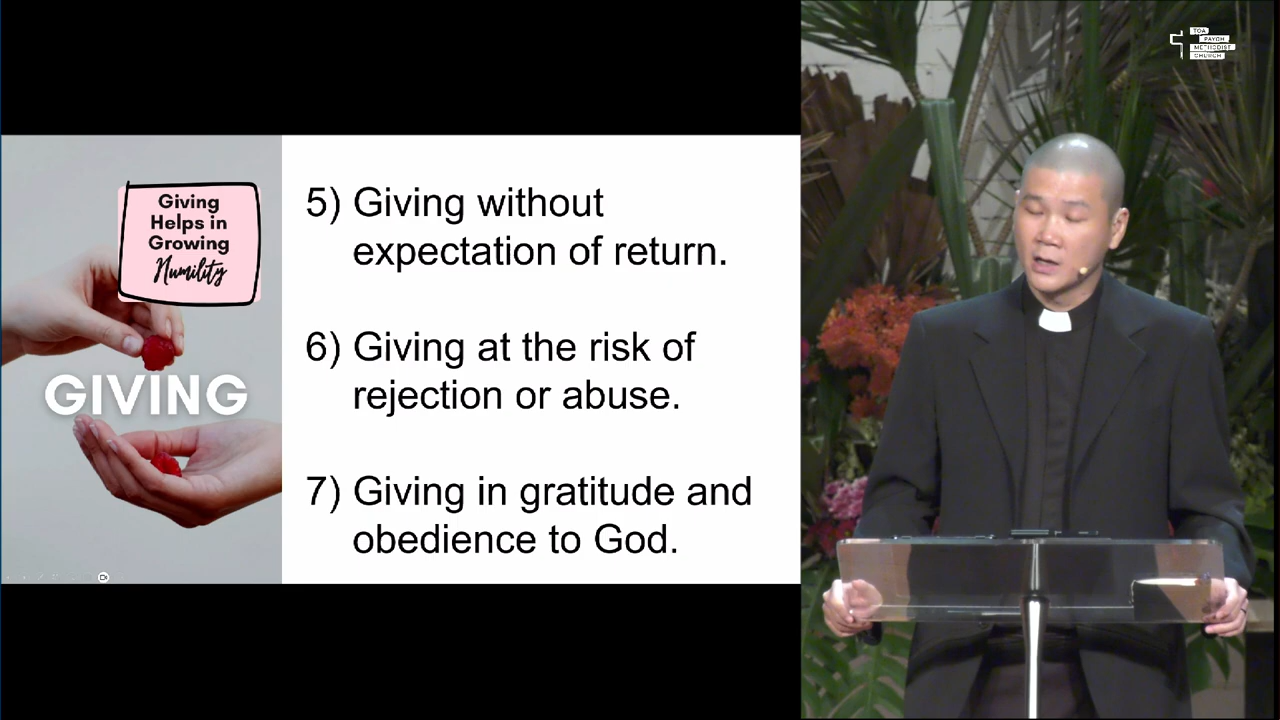 Giving
Helps in
Growing
Humility
GIVING
5) Giving without
expectation of return.
6) Giving at the risk of
rejection or abuse.
7) Giving in gratitude and
obedience to God.
TOA
PAYOH
METHODIST
CHURCH